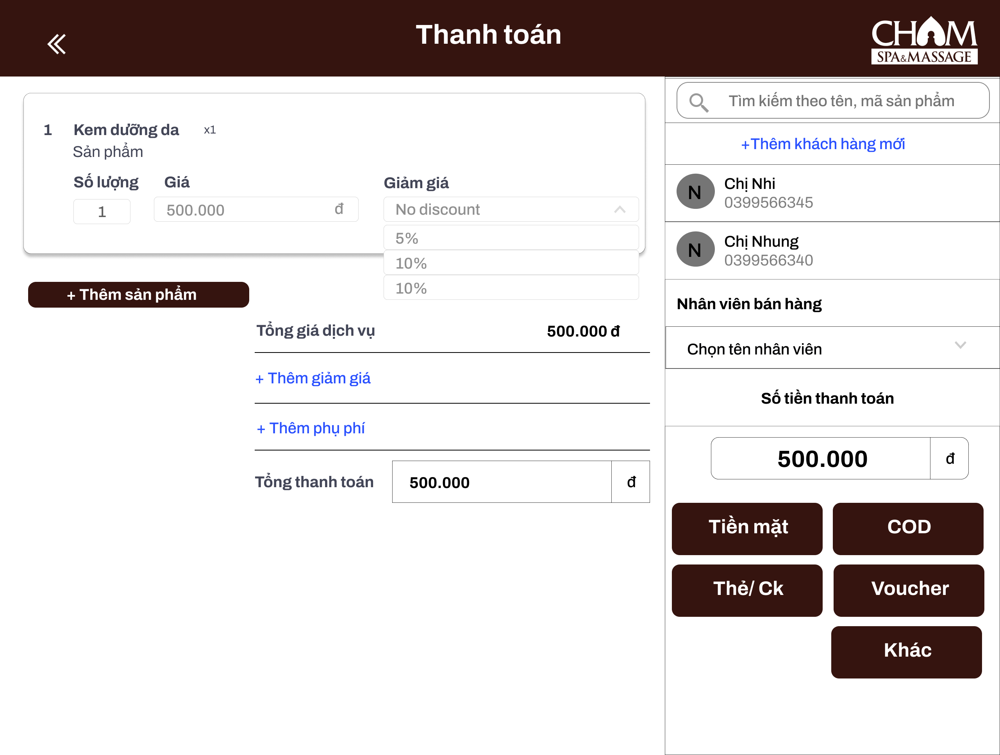 Thanh toán
CHAM
SPA&MASSAGE
1 Kem dưỡng da x1
Sản phẩm
Số lượng Giá Giảm giá
1 500.000 đ No discount
5%
10%
10%
+ Thêm sản phẩm
Tổng giá dịch vụ 500.000 đ
+ Thêm giảm giá
+ Thêm phụ phí
Tổng thanh toán 500.000 đ
Tìm kiếm theo tên, mã sản phẩm
+Thêm khách hàng mới
N Chị Nhi
0399566345
N Chị Nhung
0399566340
Nhân viên bán hàng
Chọn tên nhân viên
Số tiền thanh toán
500.000 đ
Tiền mặt COD
Thẻ/ Ck Voucher
Khác